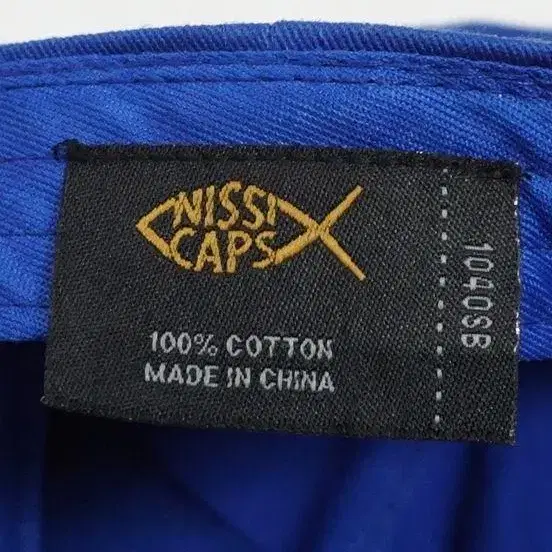 NISSI
CAPS
100% COTTON
MADE IN CHINA
1040SB